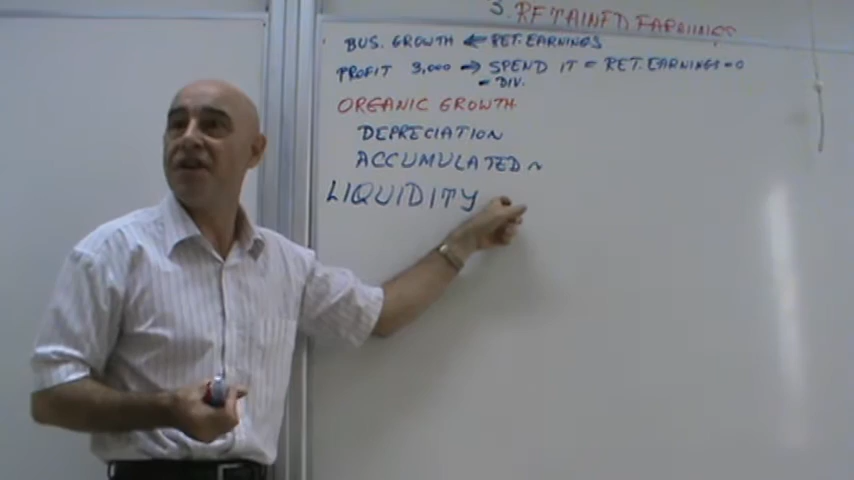 3. RETAINED EARNINGS
BUS. GROWTH ← RET. EARNINGS
PROFIT 3,000 → SPEND IT = RET. EARNINGS = 0
- DIV.
ORGANIC GROWTH
DEPRECIATION
ACCUMULATED ~
LIQUIDITY